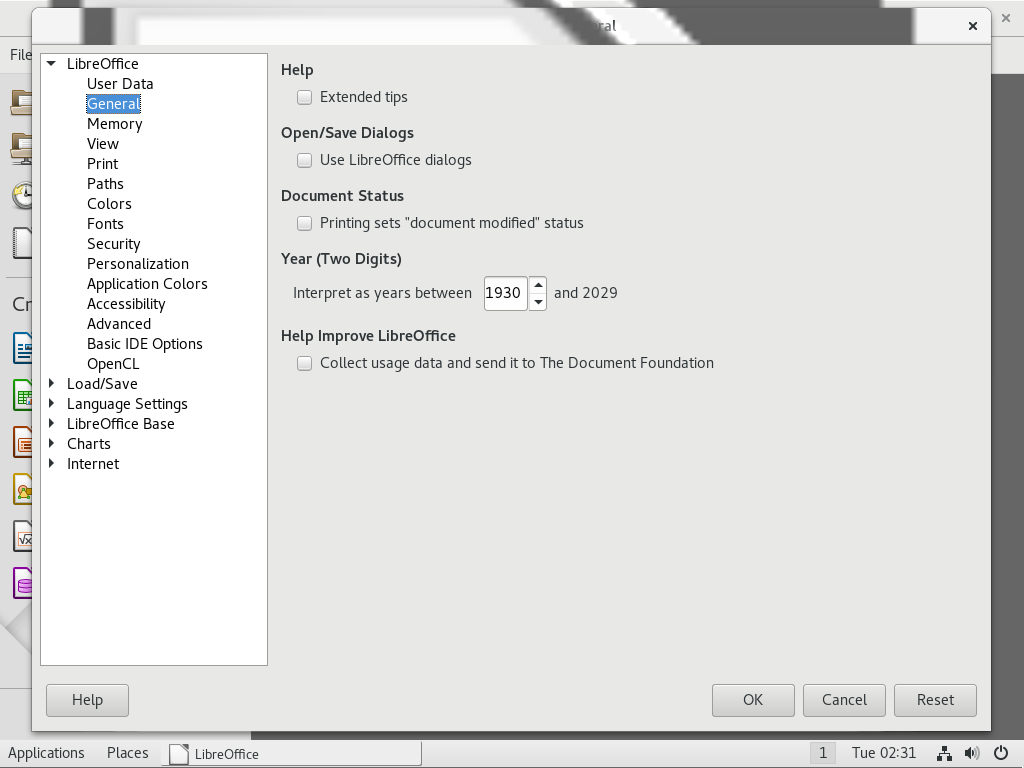 ral
File
LibreOffice
User Data
General
Memory
View
Print
Paths
Colors
Fonts
Security
Personalization
Application Colors
Accessibility
Advanced
Basic IDE Options
OpenCL
Load/Save
Language Settings
LibreOffice Base
Charts
Internet
Help
Extended tips
Open/Save Dialogs
Use LibreOffice dialogs
Document Status
Printing sets "document modified" status
Year (Two Digits)
Interpret as years between 1930 and 2029
Help Improve LibreOffice
Collect usage data and send it to The Document Foundation
Cr
Help OK Cancel Reset
Applications Places LibreOffice 1 Tue 02:31